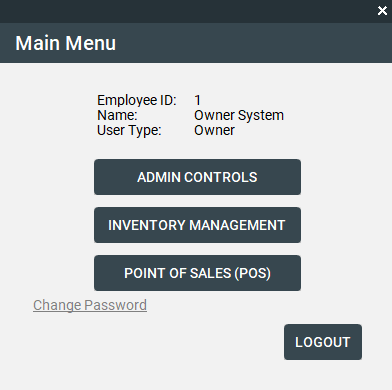 Main Menu
Employee ID: 1
Name: Owner System
User Type: Owner
ADMIN CONTROLS
INVENTORY MANAGEMENT
POINT OF SALES (POS)
Change Password
LOGOUT